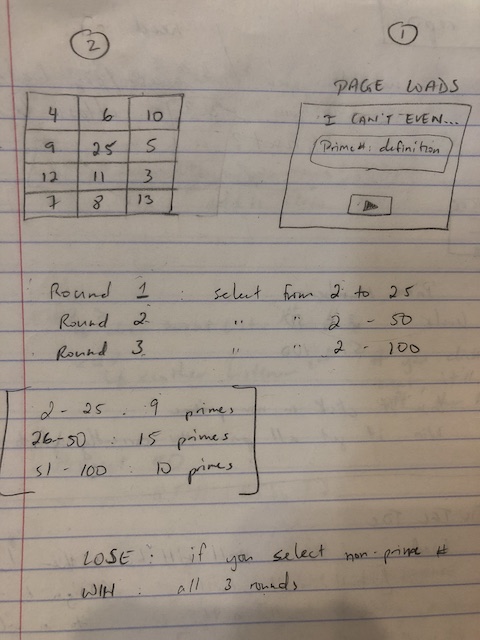 2
4 6 10
9 25 5
12 11 3
7 8 13
1
PAGE LOADS
I CAN'T EVEN...
Prime #: definition
Round 1 : select from 2 to 25
Round 2 " " 2 - 50
Round 3 " " 2 - 100
2 - 25 : 9 primes
26-50 : 15 primes
51 - 100 : 10 primes
LOSE : if you select non-prime #
WIN : all 3 rounds